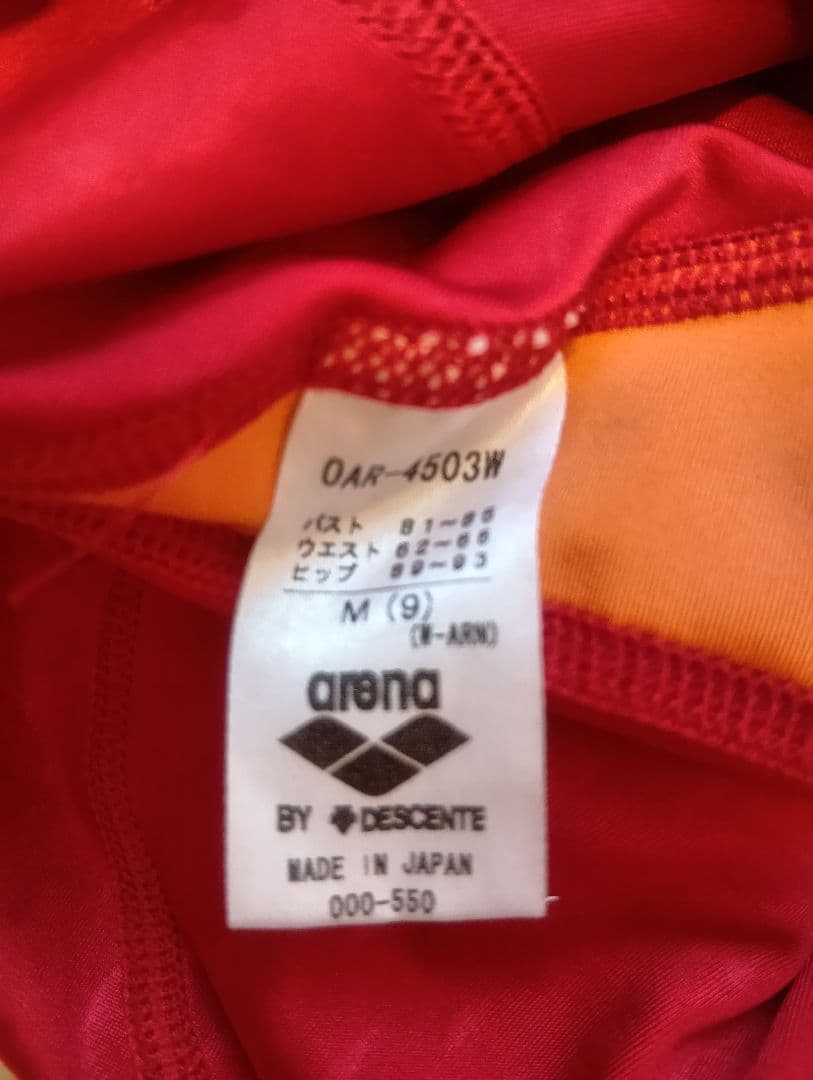 OAR-4503W
バスト 81~86
ウエスト 62~66
ヒップ 89~93
M (9)
(W-ARN)
arena
BY DESCENTE
MADE IN JAPAN
000-550